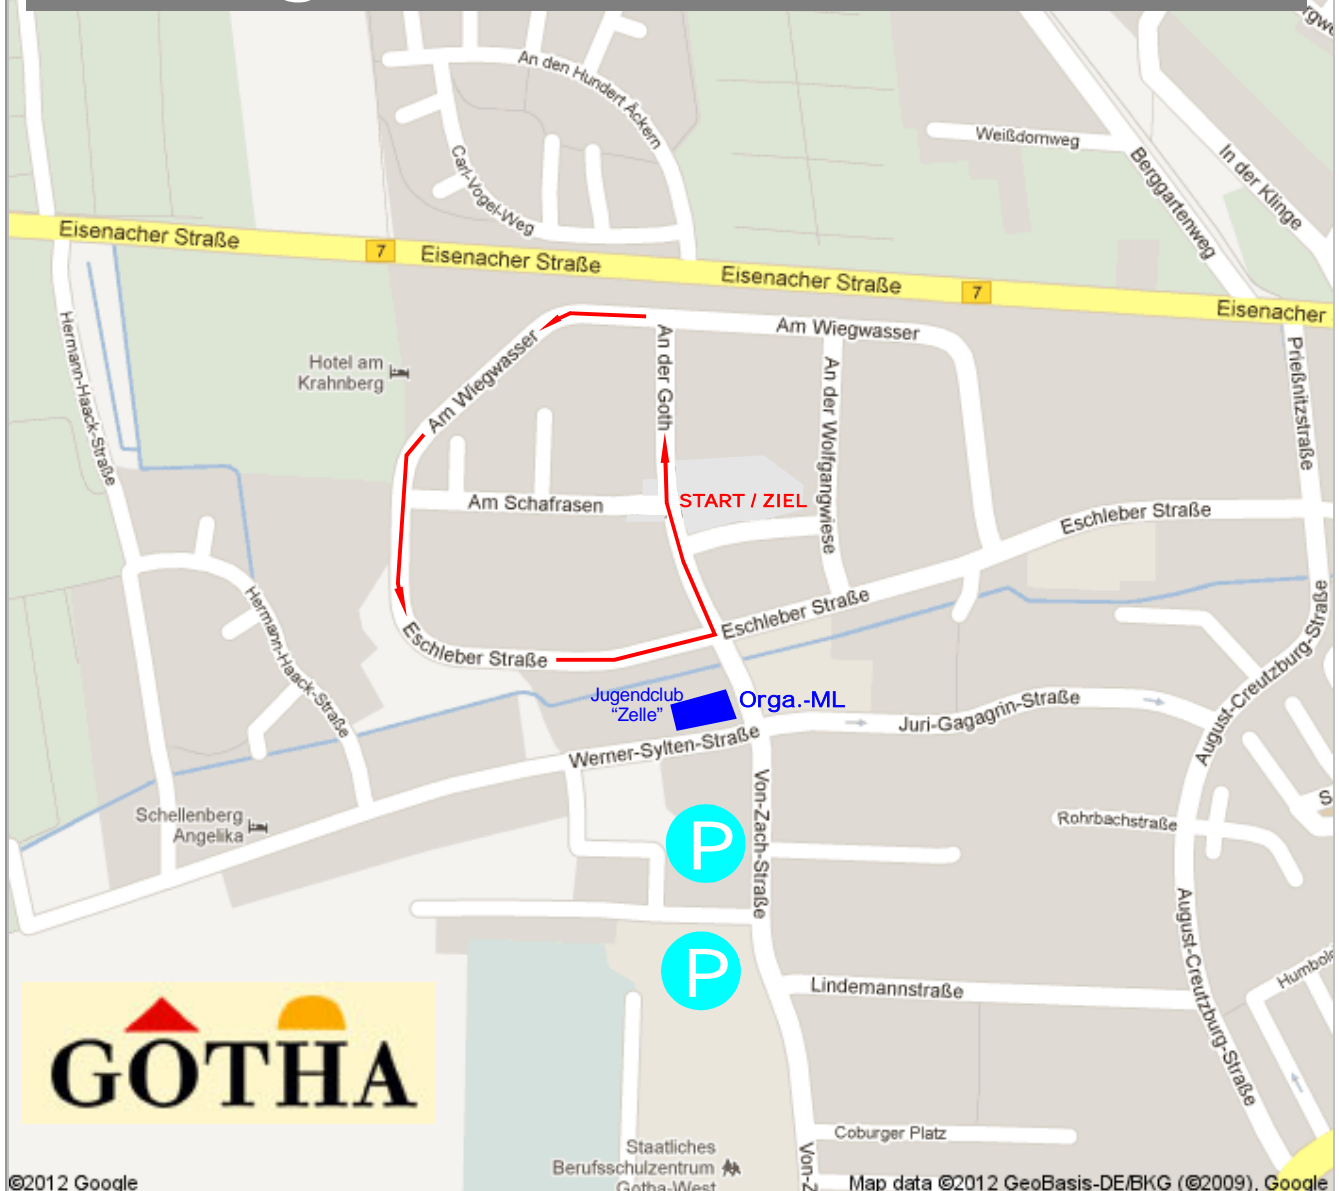 An den Hundert Äckern
Weißdornweg
In der Klinge
Carl-Vogel-Weg
Berggartenweg
Eisenacher Straße
7
Eisenacher Straße
Eisenacher Straße
7
Eisenacher
Hermann-Haack-Straße
Am Wiegwasser
An der Goth
Prießnitzstraße
Hotel am
Krahnberg
Am Wiegwasser
An der Wolfgangwiese
Am Schafrasen
START / ZIEL
Eschleber Straße
Hermann-Haack-Straße
Eschleber Straße
Eschleber Straße
August-Creutzburg-Straße
Jugendclub
"Zelle"
Orga.-ML
Juri-Gagagrin-Straße
Werner-Sylten-Straße
Von-Zach-Straße
Schellenberg
Angelika
P
Rohrbachstraße
S
August-Creutzburg-Straße
P
Lindemannstraße
Humbol
GOTHA
Coburger Platz
Staatliches
Berufsschulzentrum
Gotha-West
Von-Z
©2012 Google
Map data ©2012 GeoBasis-DE/BKG (©2009), Google